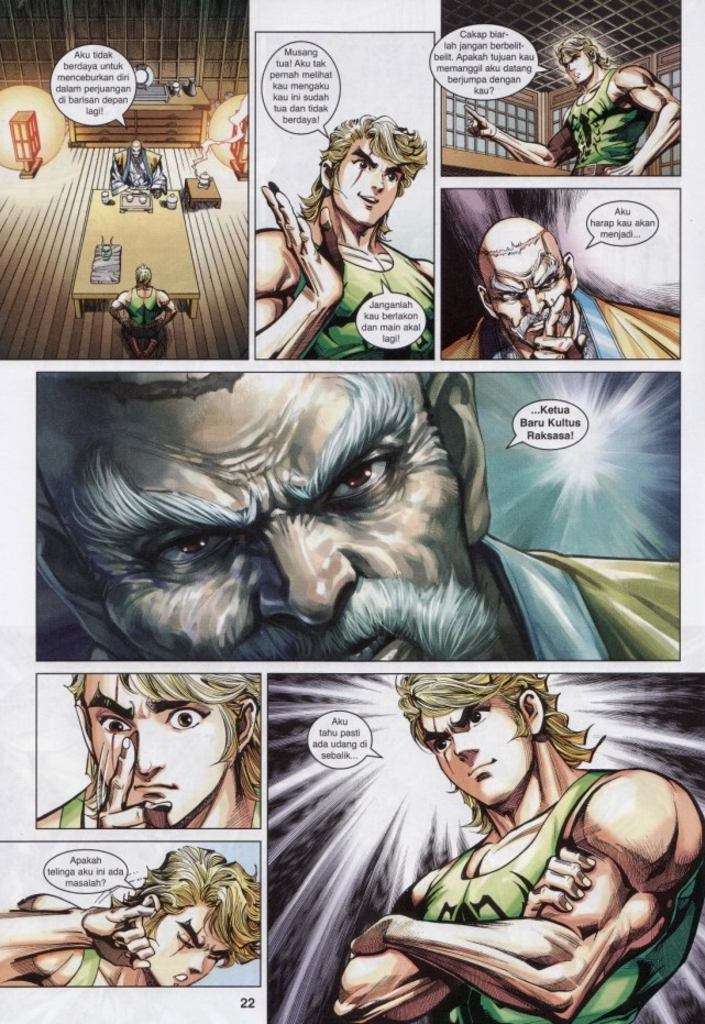 Aku tidak
berdaya untuk
menceburkan diri
dalam perjuangan
di barisan depan
lagi!
Musang
tua! Aku tak
pernah melihat
kau mengaku
kau ini sudah
tua dan tidak
berdaya!
Janganlah
kau berlakon
dan main akal
lagi!
Cakap biar-
lah jangan berbelit-
belit. Apakah tujuan kau
memanggil aku datang
berjumpa dengan
kau?
Aku
harap kau akan
menjadi...
...Ketua
Baru Kultus
Raksasa!
Apakah
telinga aku ini ada
masalah?
Aku
tahu pasti
ada udang di
sebalik...
22